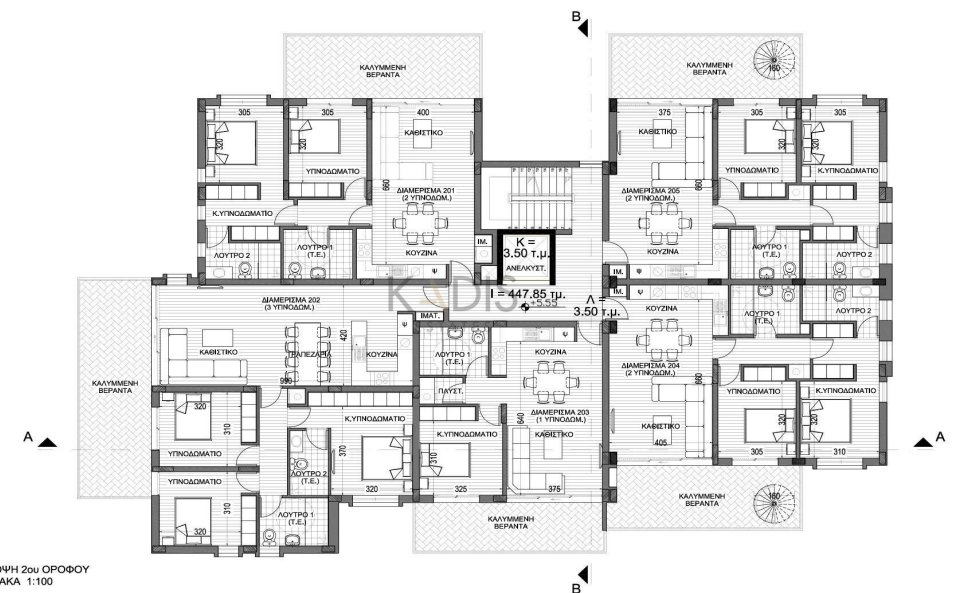 B
ΚΑΛΥΜΜΕΝΗ
ΒΕΡΑΝΤΑ
ΚΑΛΥΜΜΕΝΗ
ΒΕΡΑΝΤΑ
160
305
320
Κ.ΥΠΝΟΔΩΜΑΤΙΟ
305
320
ΥΠΝΟΔΩΜΑΤΙΟ
400
ΚΑΘΙΣΤΙΚΟ
660
ΔΙΑΜΕΡΙΣΜΑ 201
(2 ΥΠΝΟΔΩΜ.)
ΚΟΥΖΙΝΑ
Ψ
ΛΟΥΤΡΟ 2
ΛΟΥΤΡΟ 1
(Τ.Ε.)
ΙΜ.
Κ =
3.50 τ.μ.
ΑΝΕΛΚΥΣΤ.
Ι = 447.85 τμ.
+5.55
Λ =
3.50 τ.μ.
375
ΚΑΘΙΣΤΙΚΟ
660
ΔΙΑΜΕΡΙΣΜΑ 205
(2 ΥΠΝΟΔΩΜ.)
ΚΟΥΖΙΝΑ
ΙΜ.
Ψ
305
320
ΥΠΝΟΔΩΜΑΤΙΟ
305
320
Κ.ΥΠΝΟΔΩΜΑΤΙΟ
ΛΟΥΤΡΟ 1
(Τ.Ε.)
ΛΟΥΤΡΟ 2
KADIS
ΔΙΑΜΕΡΙΣΜΑ 202
(3 ΥΠΝΟΔΩΜ.)
ΚΑΘΙΣΤΙΚΟ
ΤΡΑΠΕΖΑΡΙΑ
420
ΚΟΥΖΙΝΑ
Ψ
ΙΜΑΤ.
990
ΚΑΛΥΜΜΕΝΗ
ΒΕΡΑΝΤΑ
320
310
ΥΠΝΟΔΩΜΑΤΙΟ
ΥΠΝΟΔΩΜΑΤΙΟ
310
320
ΛΟΥΤΡΟ 2
(Τ.Ε.)
ΛΟΥΤΡΟ 1
(Τ.Ε.)
Κ.ΥΠΝΟΔΩΜΑΤΙΟ
370
320
ΛΟΥΤΡΟ 1
(Τ.Ε.)
ΠΛΥΣΤ.
Κ.ΥΠΝΟΔΩΜΑΤΙΟ
310
325
ΚΟΥΖΙΝΑ
Ψ
ΔΙΑΜΕΡΙΣΜΑ 203
(1 ΥΠΝΟΔΩΜ.)
640
ΚΑΘΙΣΤΙΚΟ
375
ΚΑΛΥΜΜΕΝΗ
ΒΕΡΑΝΤΑ
ΙΜ.
Ψ
ΚΟΥΖΙΝΑ
ΔΙΑΜΕΡΙΣΜΑ 204
(2 ΥΠΝΟΔΩΜ.)
660
ΚΑΘΙΣΤΙΚΟ
405
ΛΟΥΤΡΟ 1
(Τ.Ε.)
ΛΟΥΤΡΟ 2
ΥΠΝΟΔΩΜΑΤΙΟ
320
305
Κ.ΥΠΝΟΔΩΜΑΤΙΟ
320
310
ΚΑΛΥΜΜΕΝΗ
ΒΕΡΑΝΤΑ
160
A
A
B
ΟΨΗ 2ου ΟΡΟΦΟΥ
ΑΚΑ 1:100